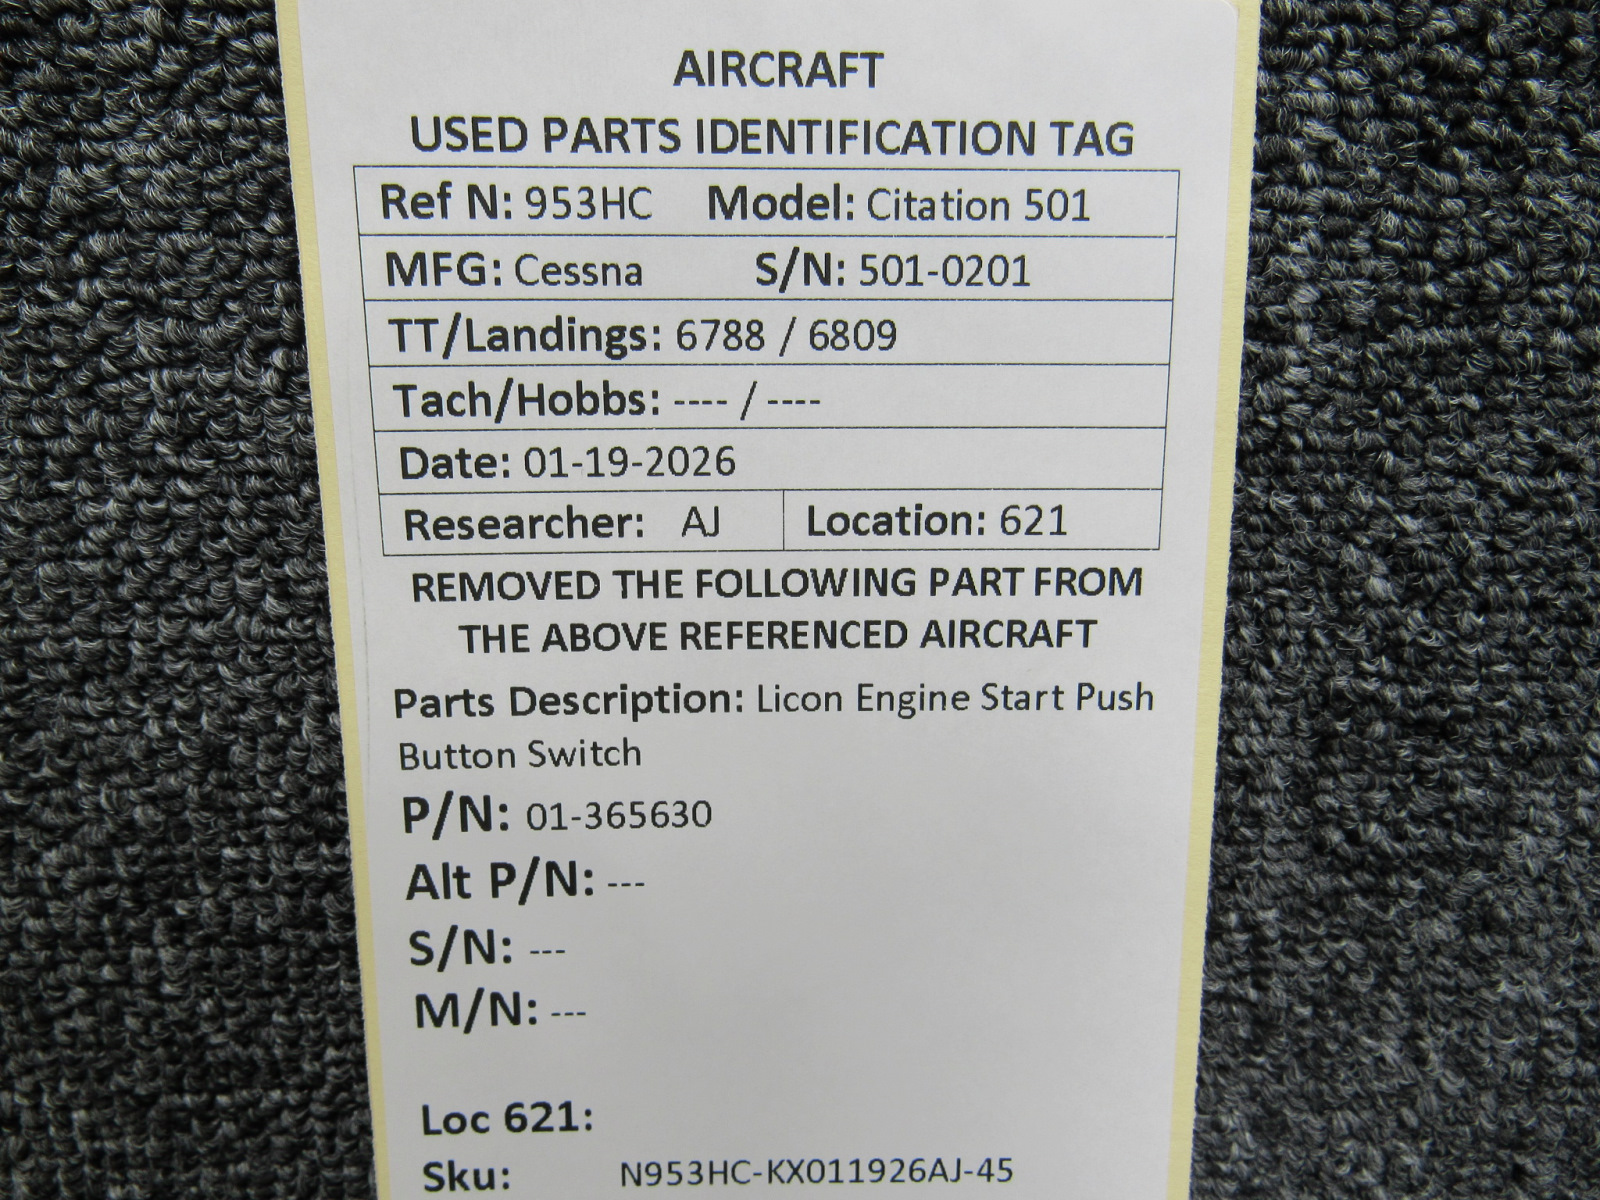 AIRCRAFT
USED PARTS IDENTIFICATION TAG
Ref N: 953HC Model: Citation 501
MFG: Cessna S/N: 501-0201
TT/Landings: 6788 / 6809
Tach/Hobbs: ---- / ----
Date: 01-19-2026
Researcher: AJ Location: 621
REMOVED THE FOLLOWING PART FROM
THE ABOVE REFERENCED AIRCRAFT
Parts Description: Licon Engine Start Push
Button Switch
P/N: 01-365630
Alt P/N: ---
S/N: ---
M/N: ---
Loc 621:
Sku: N953HC-KX011926AJ-45